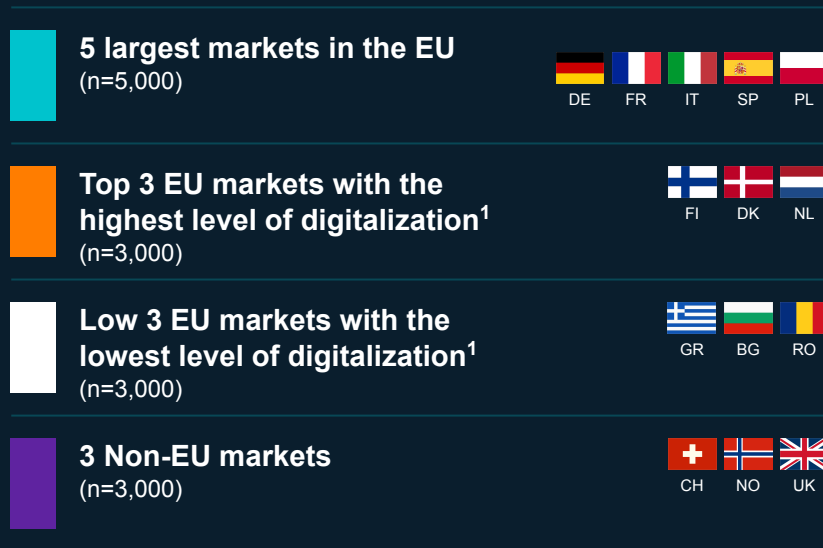 5 largest markets in the EU
(n=5,000)
DE FR IT SP PL
Top 3 EU markets with the
highest level of digitalization¹
(n=3,000)
FI DK NL
Low 3 EU markets with the
lowest level of digitalization¹
(n=3,000)
GR BG RO
3 Non-EU markets
(n=3,000)
CH NO UK